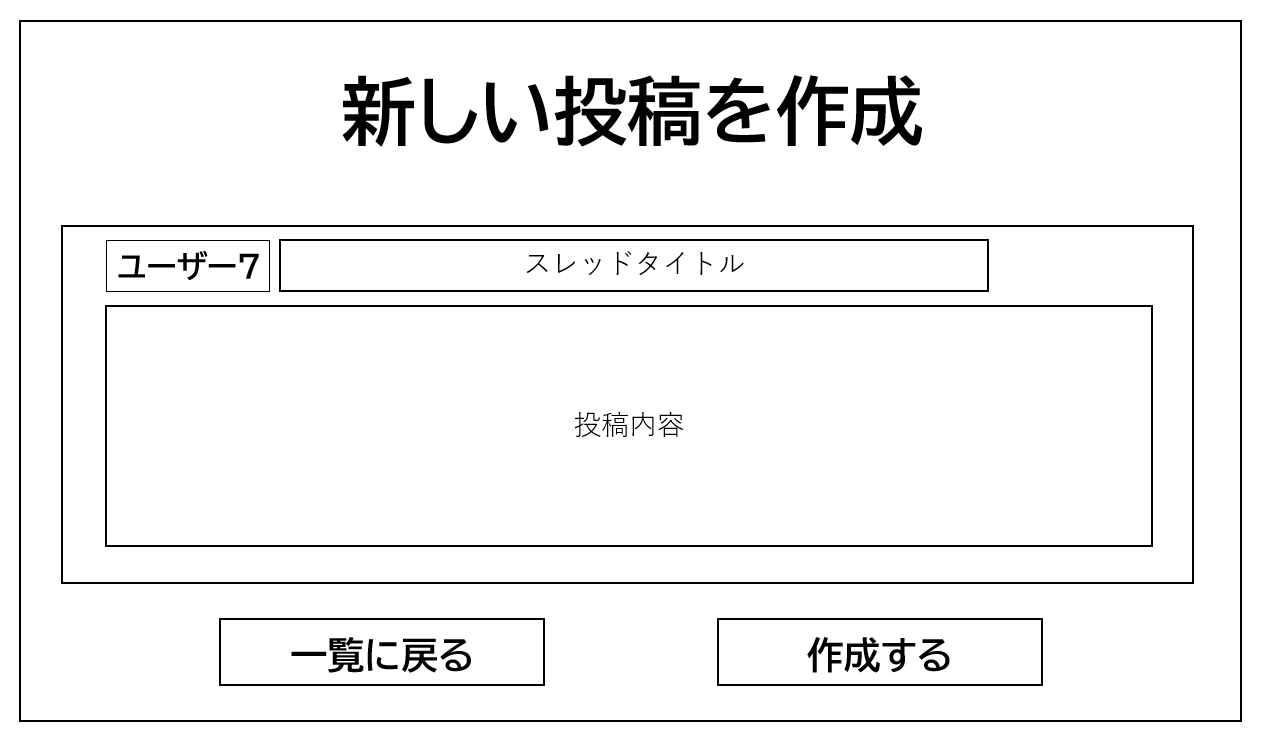 新しい投稿を作成
ユーザー7
スレッドタイトル
投稿内容
一覧に戻る
作成する